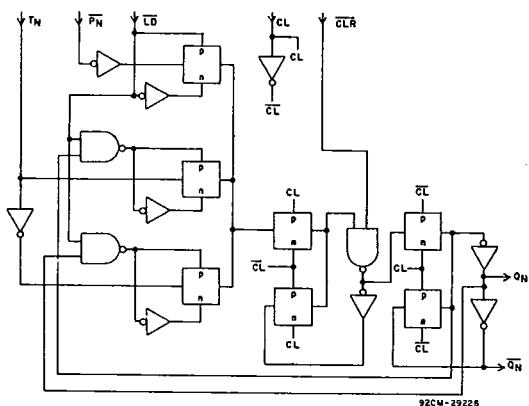 T_N P̅_N̅ L̅D̅ CL C̅L̅R̅
p
n
CL
C̅L̅
p
n
CL C̅L̅
p
n
p
n
C̅L̅ CL
p
n
p
n
Q_N
CL C̅L̅
Q̅_N̅
92CM-29226